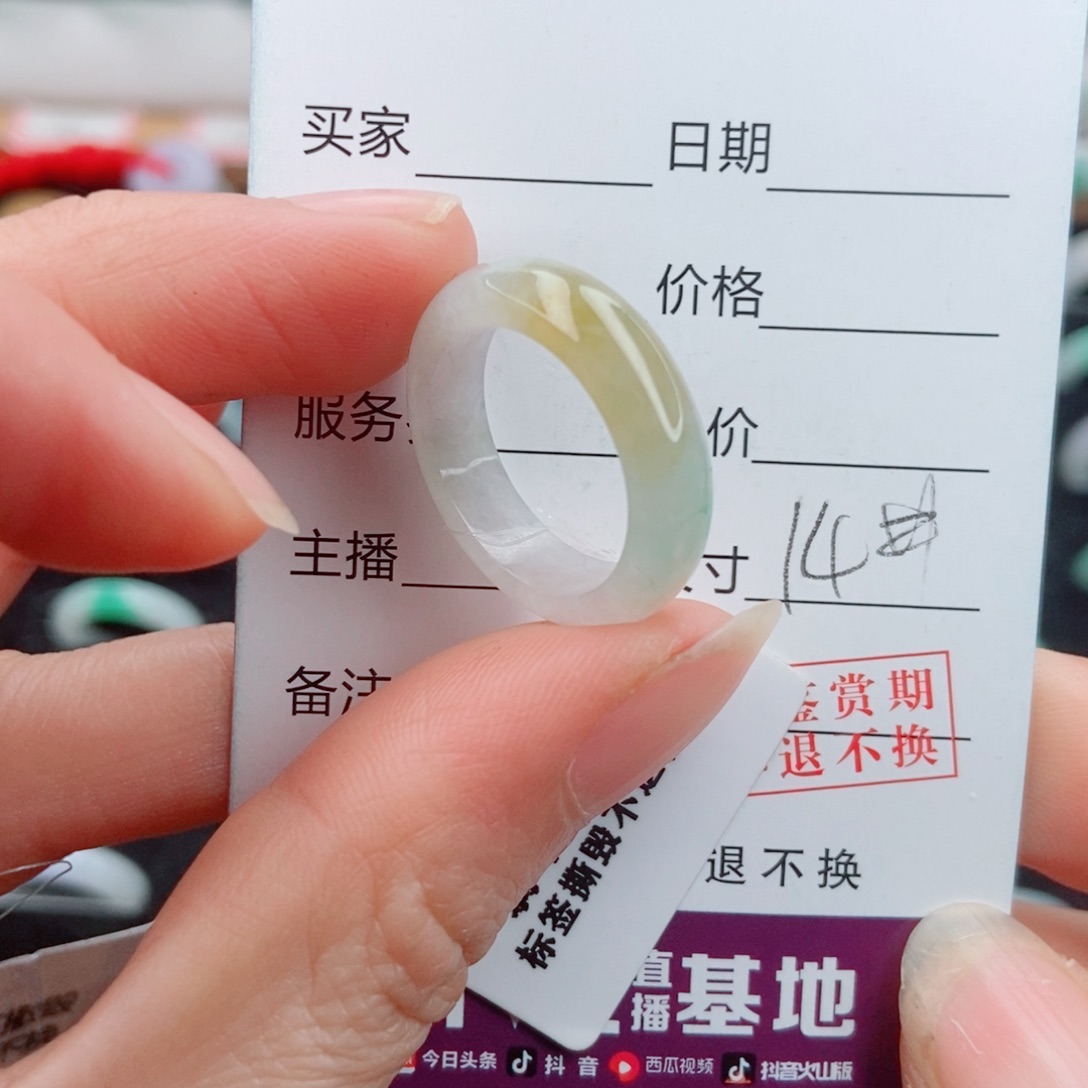 买家 日期
价格
服务 价
主播 寸 14#
备注
鉴赏期
退不换
标签撕毁不退
退不换
直播基地
今日头条 抖音 西瓜视频 抖音火山版